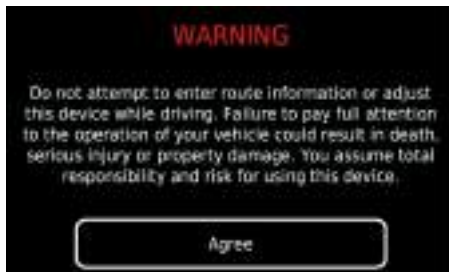 WARNING
Do not attempt to enter route information or adjust
this device while driving. Failure to pay full attention
to the operation of your vehicle could result in death,
serious injury or property damage. You assume total
responsibility and risk for using this device.
Agree